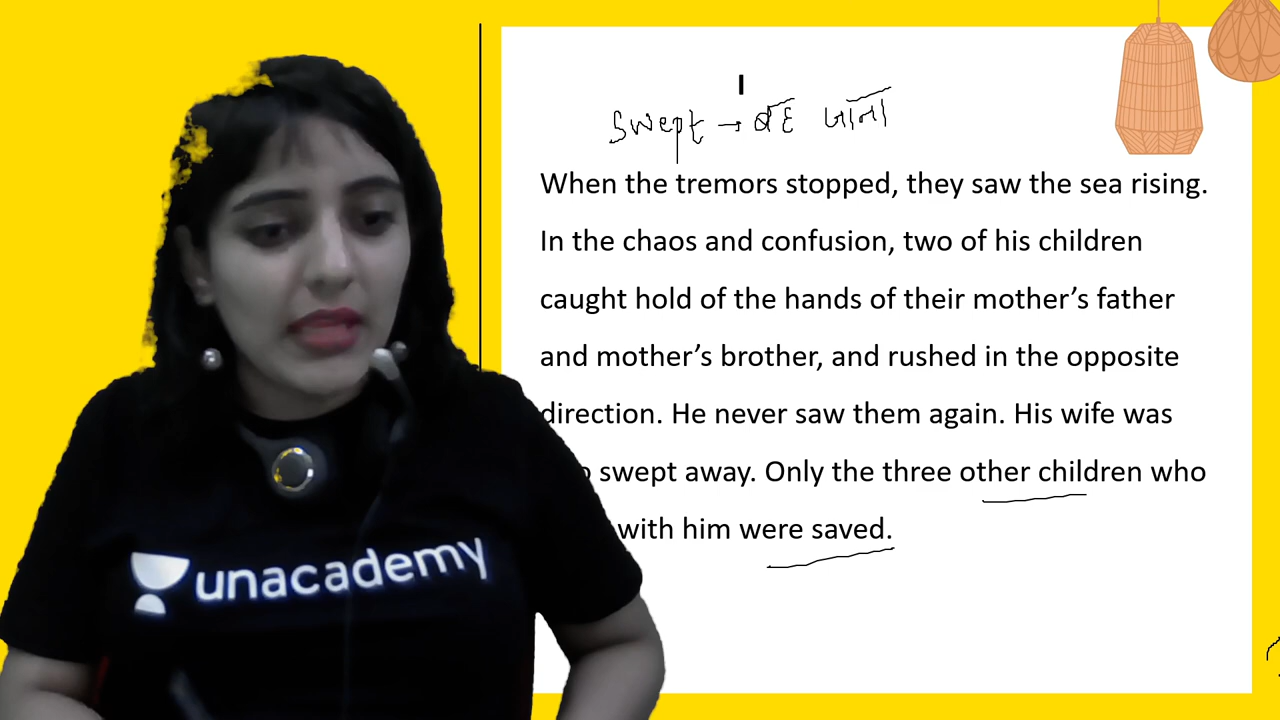 I
Swept → बह जाना
When the tremors stopped, they saw the sea rising.
In the chaos and confusion, two of his children
caught hold of the hands of their mother’s father
and mother’s brother, and rushed in the opposite
direction. He never saw them again. His wife was
swept away. Only the three other children who
with him were saved.
unacademy